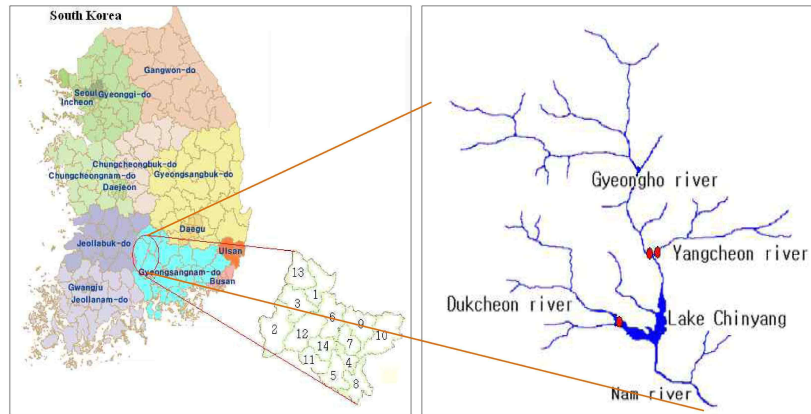 South Korea
Gangwon-do
Seoul
Gyeonggi-do
Incheon
Chungcheongbuk-do
Chungcheongnam-do
Gyeongsangbuk-do
Daejeon
Daegu
Jeollabuk-do
Ulsan
Gyeongsangnam-do
Busan
Gwangju
Jeollanam-do
13
1
3
6
9
2
12
10
14
7
11
4
5
8
Gyeongho river
Yangcheon river
Dukcheon river
Lake Chinyang
Nam river